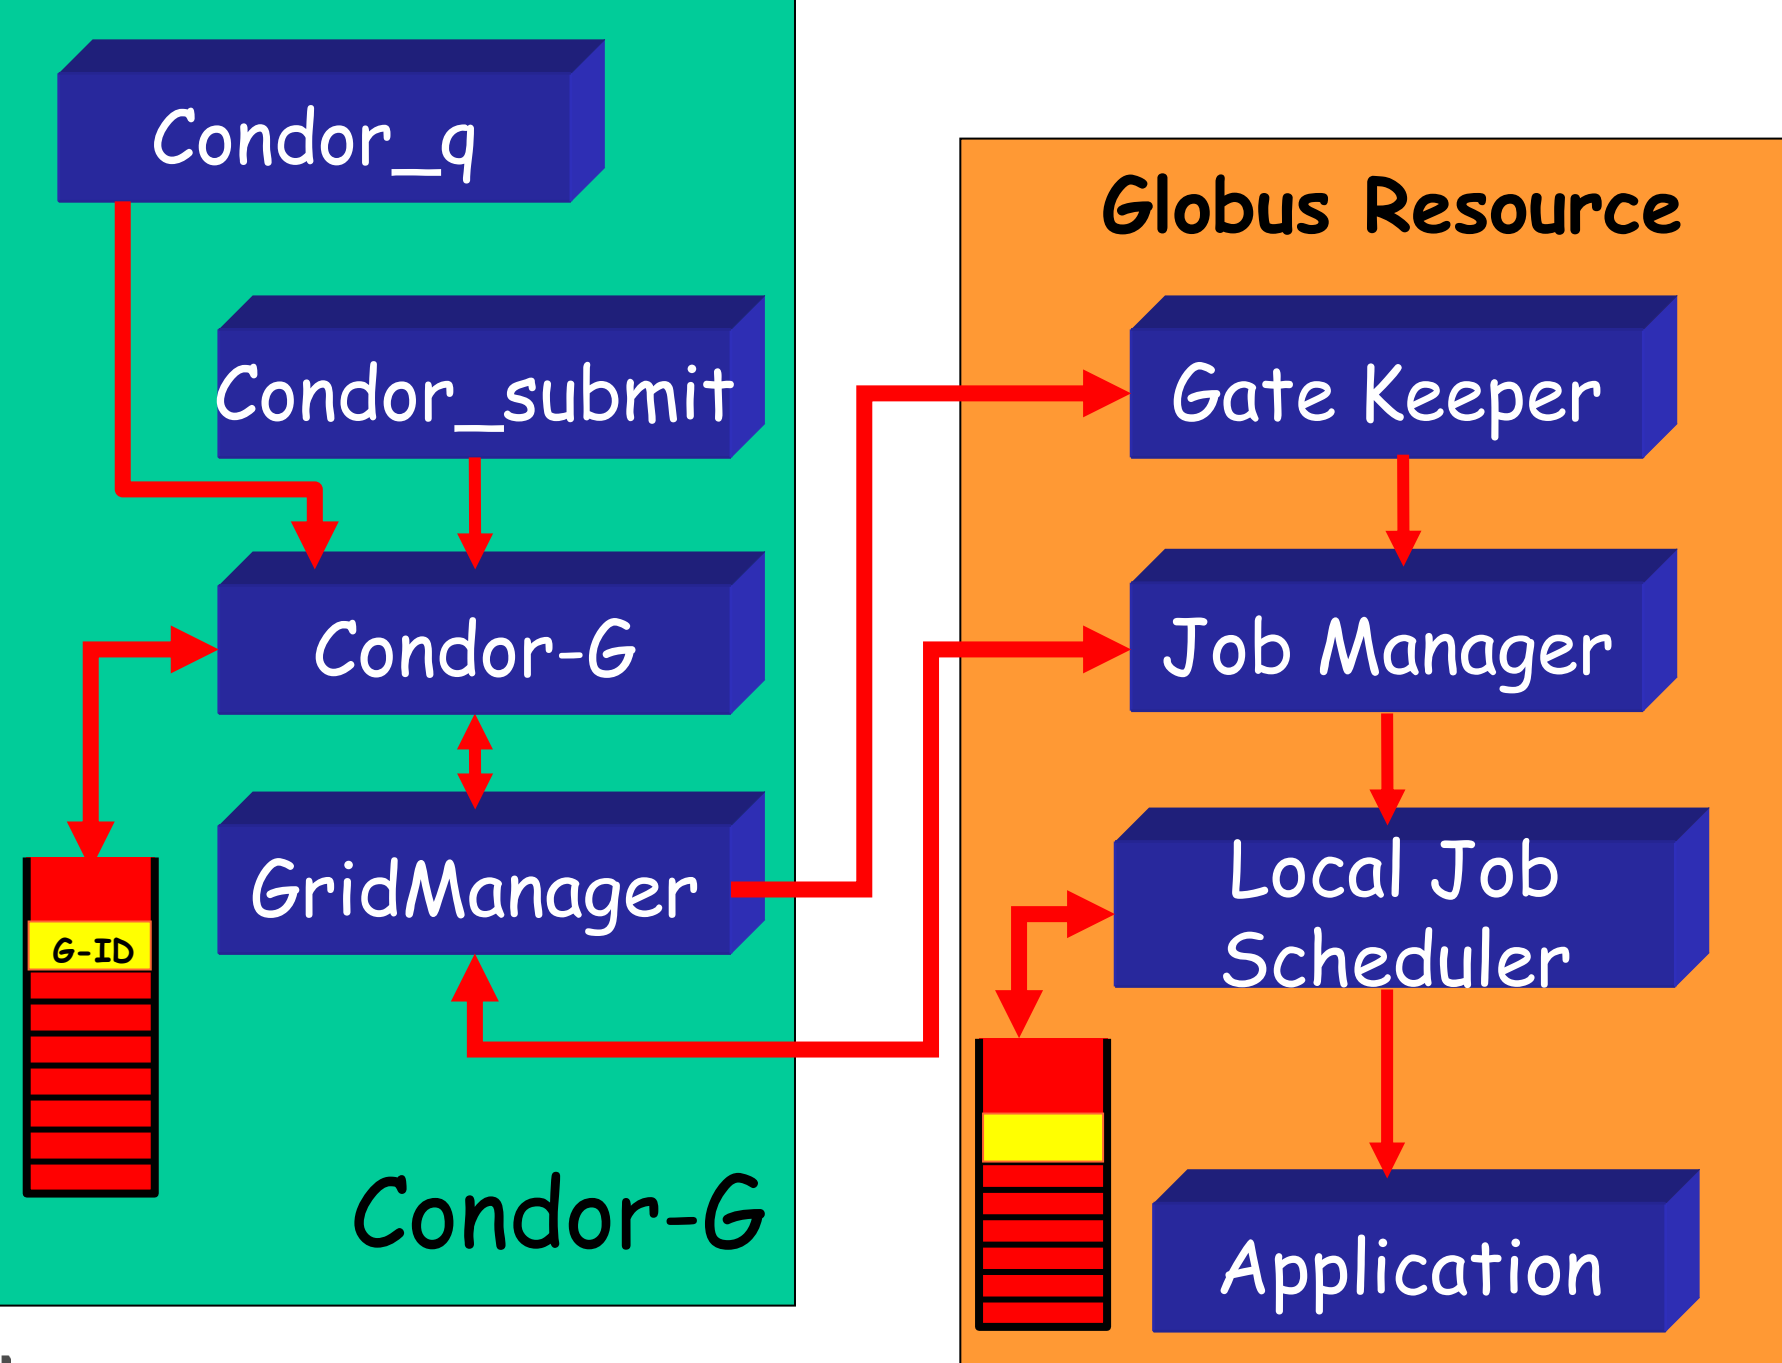 Condor_q
Condor_submit
Condor-G
GridManager
G-ID
Condor-G
Globus Resource
Gate Keeper
Job Manager
Local Job
Scheduler
Application